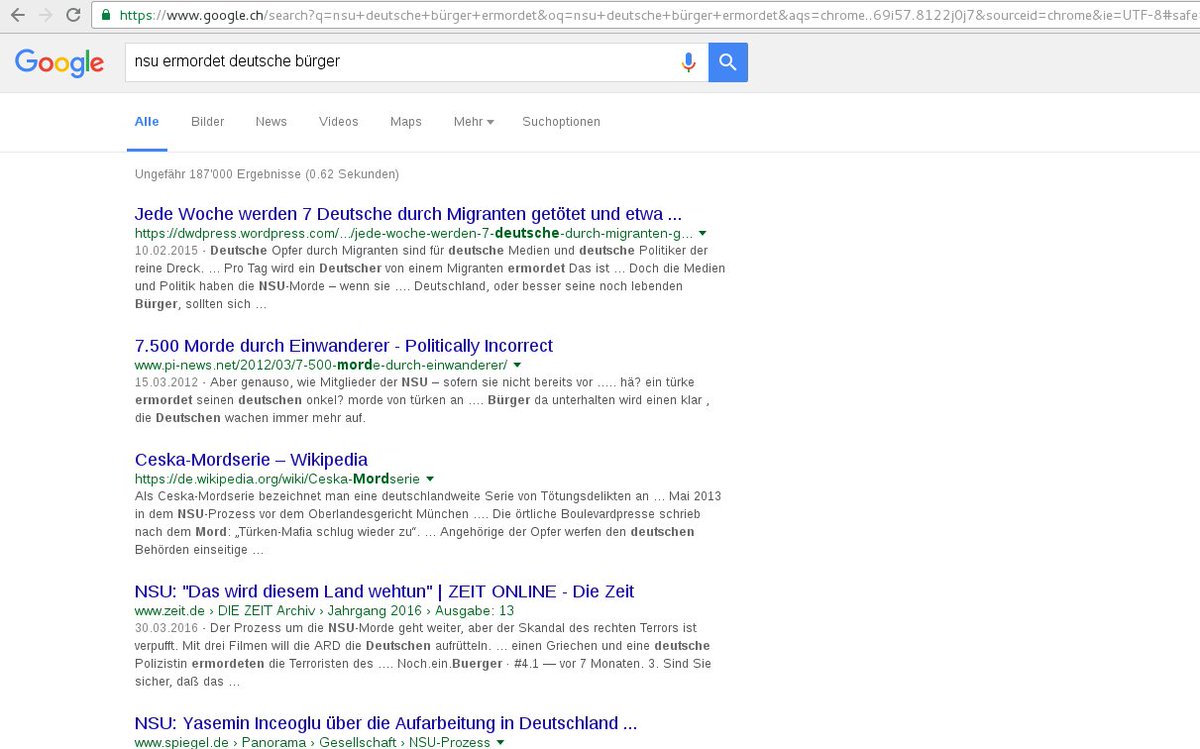 https://www.google.ch/search?q=nsu+deutsche+bürger+ermordet&oq=nsu+deutsche+bürger+ermordet&aqs=chrome..69i57.8122j0j7&sourceid=chrome&ie=UTF-8#safe
Google
nsu ermordet deutsche bürger
Alle Bilder News Videos Maps Mehr Suchoptionen
Ungefähr 187'000 Ergebnisse (0.62 Sekunden)
Jede Woche werden 7 Deutsche durch Migranten getötet und etwa ...
https://dwdpress.wordpress.com/.../jede-woche-werden-7-deutsche-durch-migranten-g...
10.02.2015 - Deutsche Opfer durch Migranten sind für deutsche Medien und deutsche Politiker der
reine Dreck. ... Pro Tag wird ein Deutscher von einem Migranten ermordet Das ist ... Doch die Medien
und Politik haben die NSU-Morde – wenn sie .... Deutschland, oder besser seine noch lebenden
Bürger, sollten sich ...
7.500 Morde durch Einwanderer - Politically Incorrect
www.pi-news.net/2012/03/7-500-morde-durch-einwanderer/
15.03.2012 - Aber genauso, wie Mitglieder der NSU – sofern sie nicht bereits vor ..... hä? ein türke
ermordet seinen deutschen onkel? morde von türken an .... Bürger da unterhalten wird einen klar ,
die Deutschen wachen immer mehr auf.
Ceska-Mordserie – Wikipedia
https://de.wikipedia.org/wiki/Ceska-Mordserie
Als Ceska-Mordserie bezeichnet man eine deutschlandweite Serie von Tötungsdelikten an ... Mai 2013
in dem NSU-Prozess vor dem Oberlandesgericht München .... Die örtliche Boulevardpresse schrieb
nach dem Mord: „Türken-Mafia schlug wieder zu“. ... Angehörige der Opfer werfen den deutschen
Behörden einseitige ...
NSU: "Das wird diesem Land wehtun" | ZEIT ONLINE - Die Zeit
www.zeit.de › DIE ZEIT Archiv › Jahrgang 2016 › Ausgabe: 13
30.03.2016 - Der Prozess um die NSU-Morde geht weiter, aber der Skandal des rechten Terrors ist
verpufft. Mit drei Filmen will die ARD die Deutschen aufrütteln. ... einen Griechen und eine deutsche
Polizistin ermordeten die Terroristen des .... Noch.ein.Buerger · #4.1 — vor 7 Monaten. 3. Sind Sie
sicher, daß das ...
NSU: Yasemin Inceoglu über die Aufarbeitung in Deutschland ...
www.spiegel.de › Panorama › Gesellschaft › NSU-Prozess